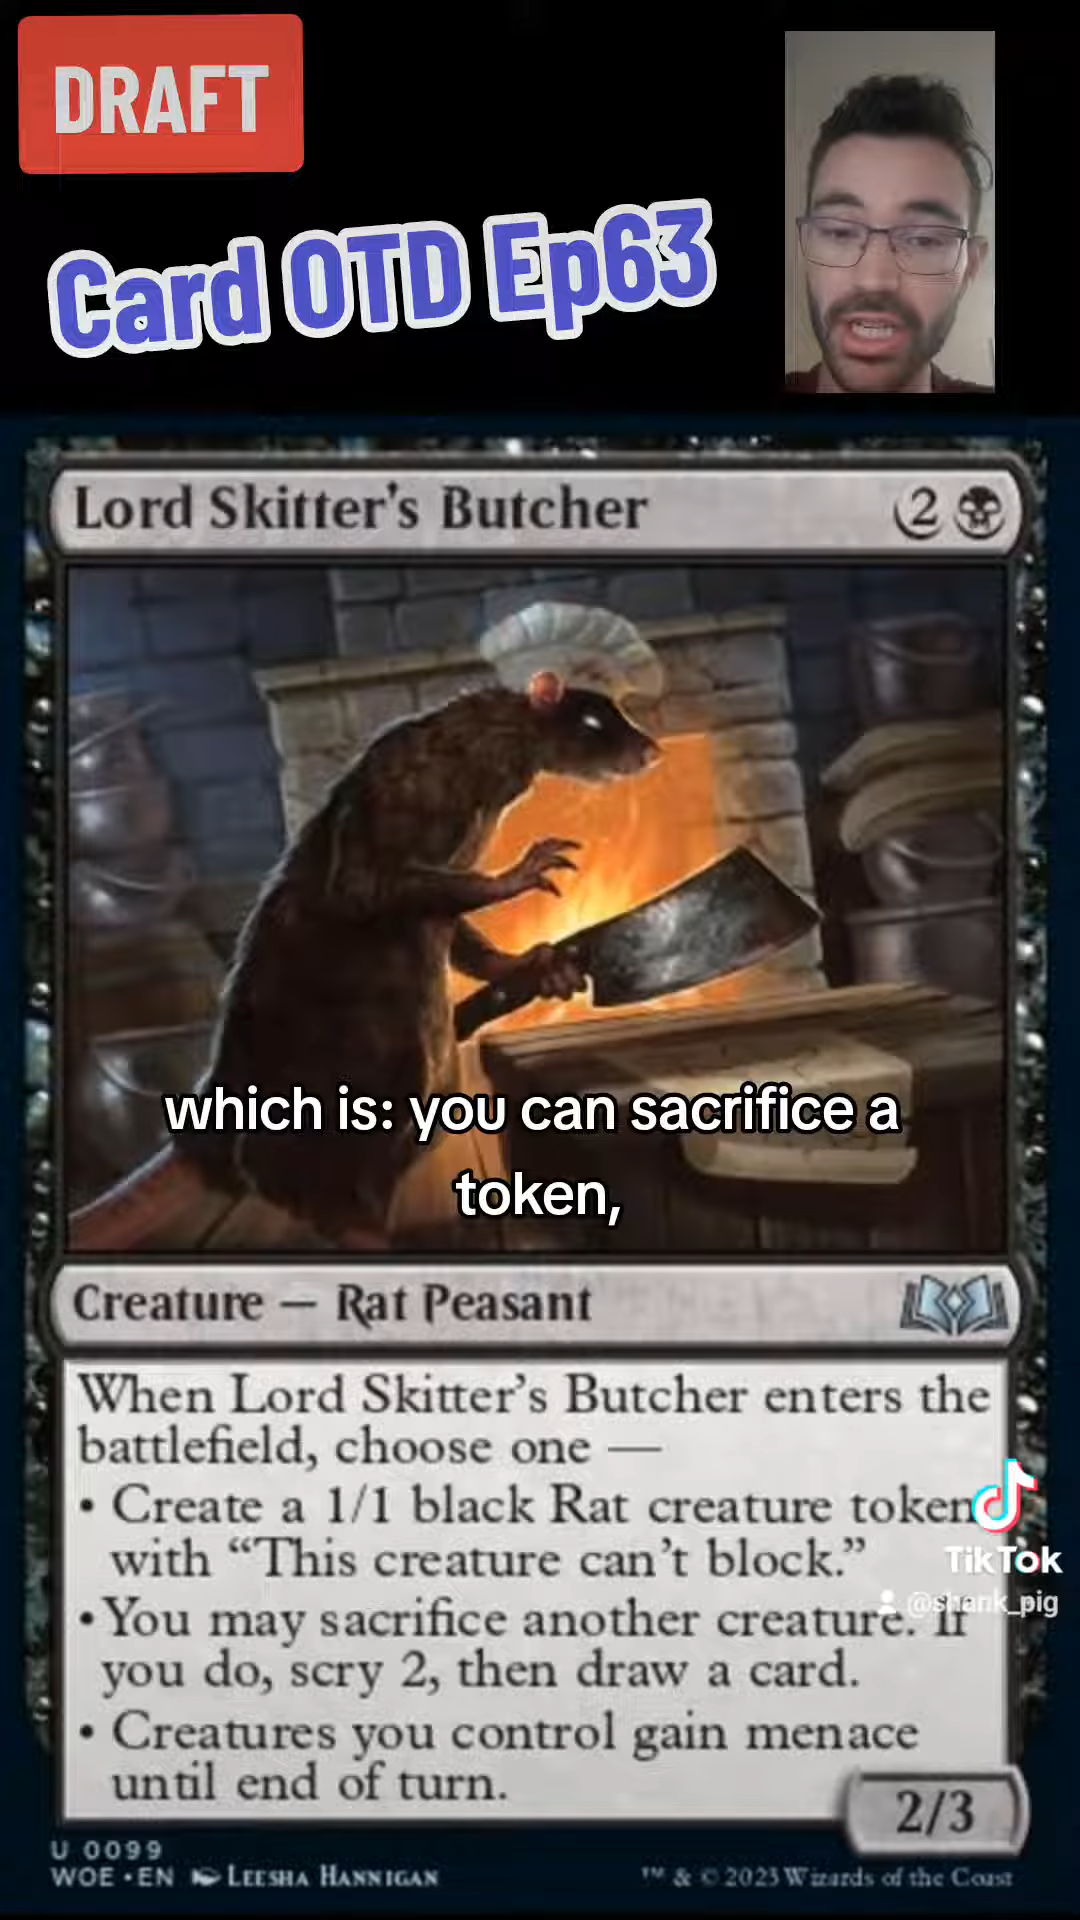 DRAFT
Card OTD Ep63
Lord Skitter's Butcher 2
which is: you can sacrifice a
token,
Creature — Rat Peasant
When Lord Skitter's Butcher enters the
battlefield, choose one —
• Create a 1/1 black Rat creature token
with “This creature can't block.”
• You may sacrifice another creature. If
you do, scry 2, then draw a card.
• Creatures you control gain menace
until end of turn.
TikTok
@shank_pig
2/3
U 0099
WOE • EN LEESHA HANNIGAN
™ & © 2023 Wizards of the Coast